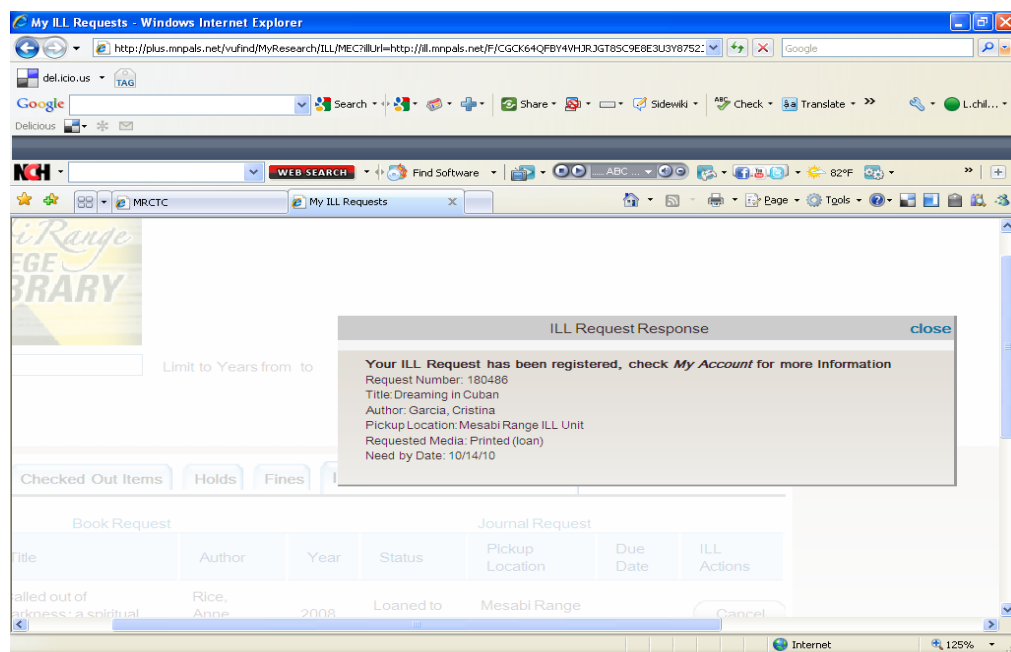 My ILL Requests - Windows Internet Explorer
http://plus.mnpals.net/vufind/MyResearch/ILL/MEC?illUrl=http://ill.mnpals.net/F/CGCK64QFBY4VHJRJGT85C9E8E3U3Y8752
Google
del.icio.us TAG
Google Search Share Sidewiki Check Translate L.chil...
Delicious
NCH WEB SEARCH Find Software .... ABC ... 82°F
MRCTC My ILL Requests Page Tools
i Range
EGE
BRARY
ILL Request Response close
Limit to Years from to
Your ILL Request has been registered, check My Account for more Information
Request Number: 180486
Title: Dreaming in Cuban
Author: Garcia, Cristina
Pickup Location: Mesabi Range ILL Unit
Requested Media: Printed (loan)
Need by Date: 10/14/10
Checked Out Items Holds Fines
Book Request Journal Request
Title Author Year Status Pickup Location Due Date ILL Actions
alled out of
arkness : a spiritual
Rice,
Anne
2008
Loaned to
Mesabi Range
Cancel
Internet 125%